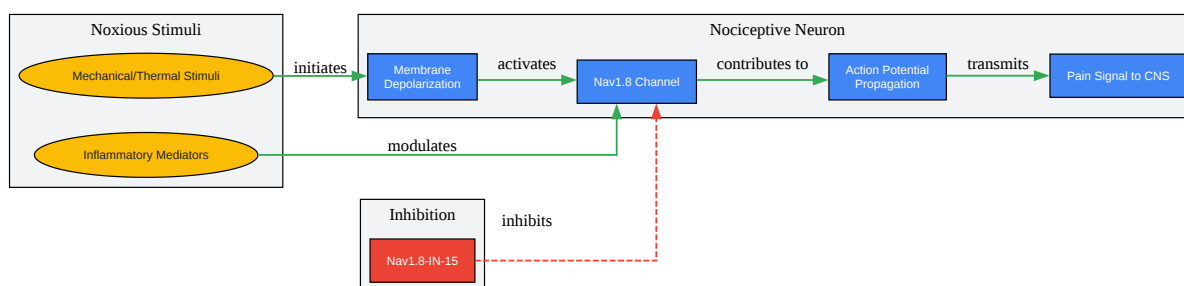 Noxious Stimuli
Nociceptive Neuron
Mechanical/Thermal Stimuli
initiates
Membrane
Depolarization
activates
Nav1.8 Channel
contributes to
Action Potential
Propagation
transmits
Pain Signal to CNS
Inflammatory Mediators
modulates
Inhibition
inhibits
Nav1.8-IN-15